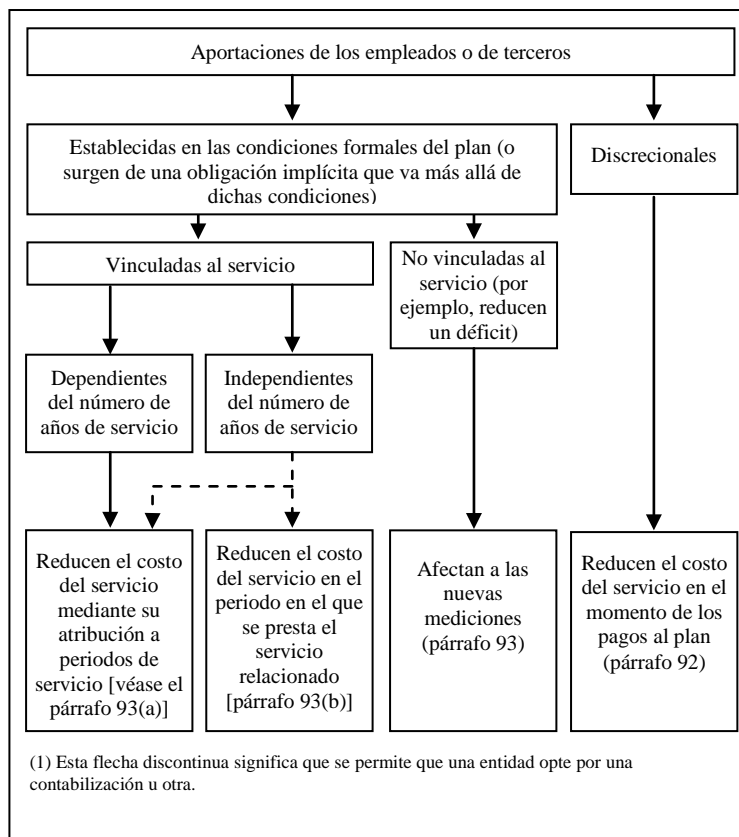 Aportaciones de los empleados o de terceros
Establecidas en las condiciones formales del plan (o
surgen de una obligación implícita que va más allá de
dichas condiciones)
Discrecionales
Vinculadas al servicio
No vinculadas al
servicio (por
ejemplo, reducen
un déficit)
Dependientes
del número de
años de servicio
Independientes
del número de
años de servicio
Reducen el costo
del servicio
mediante su
atribución a
periodos de
servicio [véase el
párrafo 93(a)]
Reducen el costo
del servicio en el
periodo en el que
se presta el
servicio
relacionado
[párrafo 93(b)]
Afectan a las
nuevas
mediciones
(párrafo 93)
Reducen el costo
del servicio en el
momento de los
pagos al plan
(párrafo 92)
(1) Esta flecha discontinua significa que se permite que una entidad opte por una
contabilización u otra.